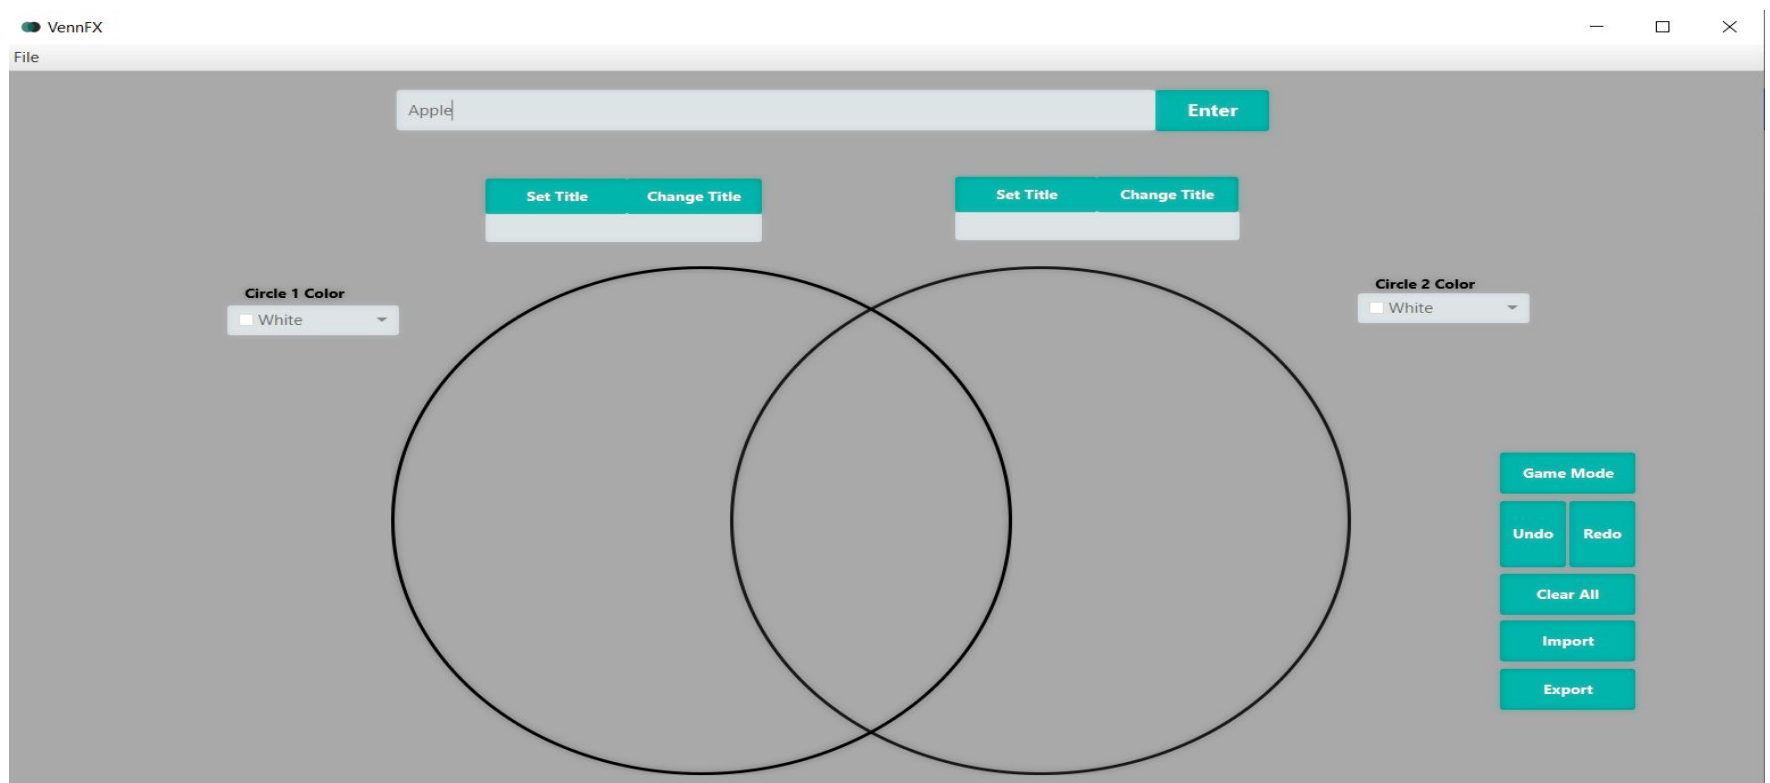 VennFX
File
Apple
Enter
Set Title Change Title
Set Title Change Title
Circle 1 Color
White
Circle 2 Color
White
Game Mode
Undo Redo
Clear All
Import
Export